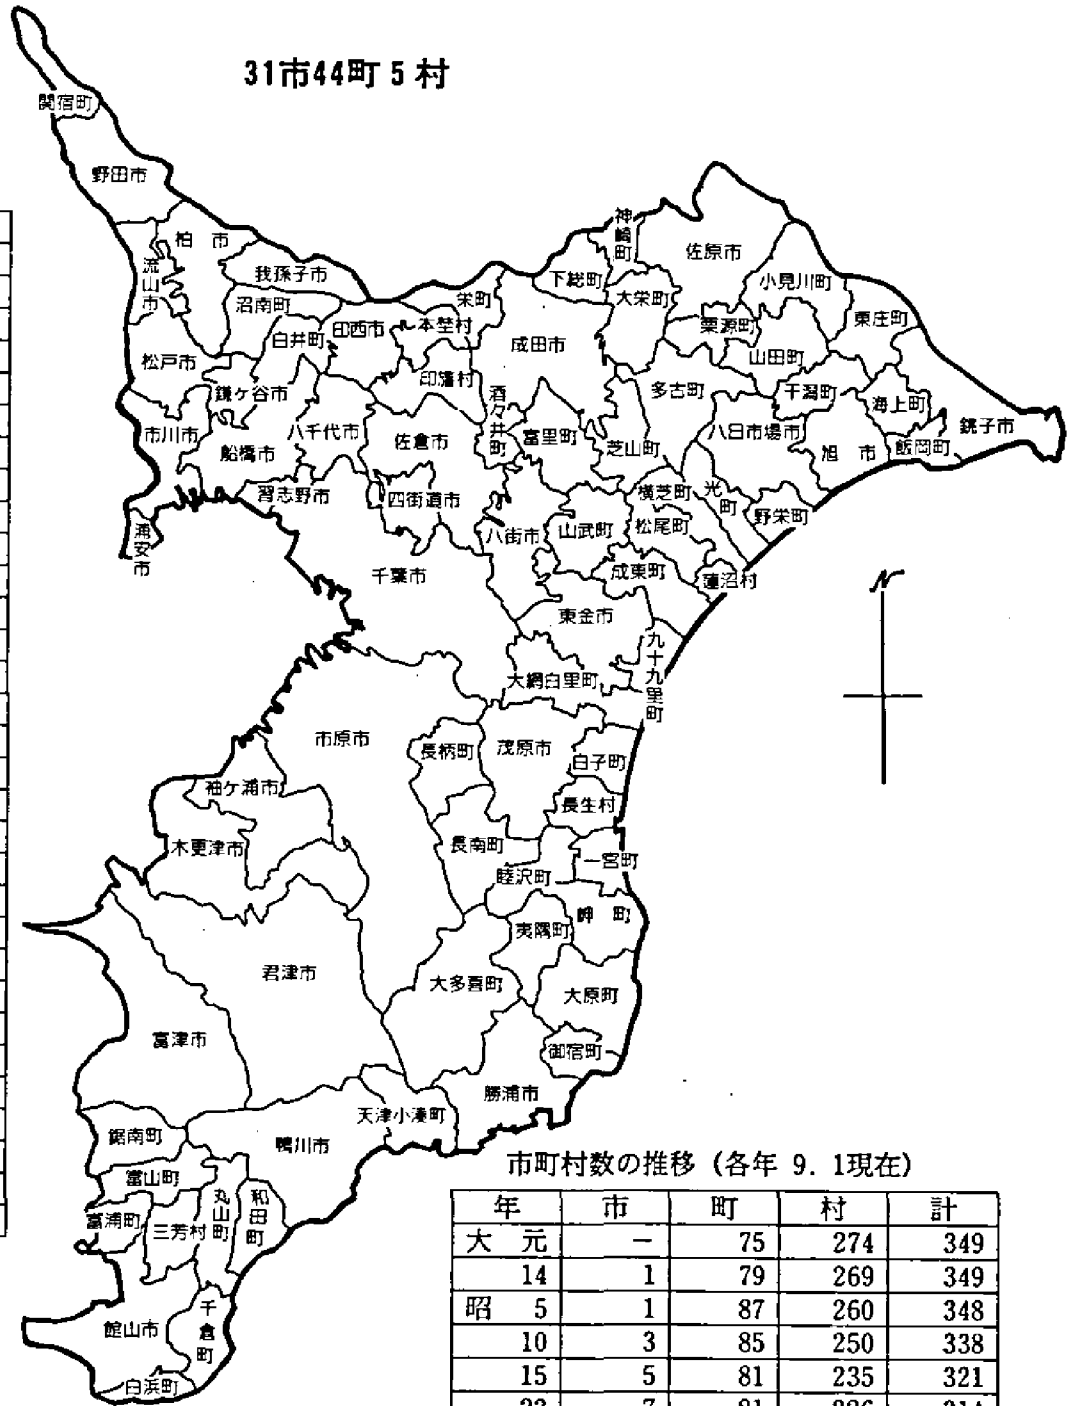 31市44町5村
関宿町
野田市
柏市
流山市
我孫子市
沼南町
白井町
印西市
本埜村
栄町
印旛村
松戸市
鎌ケ谷市
市川市
船橋市
八千代市
佐倉市
酒々井町
習志野市
四街道市
浦安市
千葉市
成田市
下総町
神崎町
大栄町
佐原市
小見川町
東庄町
栗源町
山田町
多古町
干潟町
海上町
銚子市
飯岡町
旭市
八日市場市
富里町
芝山町
横芝町
光町
野栄町
八街市
山武町
松尾町
成東町
蓮沼村
東金市
九十九里町
大網白里町
市原市
長柄町
茂原市
白子町
長生村
袖ケ浦市
木更津市
長南町
睦沢町
一宮町
岬町
夷隅町
君津市
大多喜町
大原町
富津市
御宿町
勝浦市
天津小湊町
鋸南町
鴨川市
富山町
丸山町
和田町
富浦町
三芳村
館山市
千倉町
白浜町
N
市町村数の推移（各年 9. 1現在）
年 市 町 村 計
大 元 － 75 274 349
14 1 79 269 349
昭 5 1 87 260 348
10 3 85 250 338
15 5 81 235 321